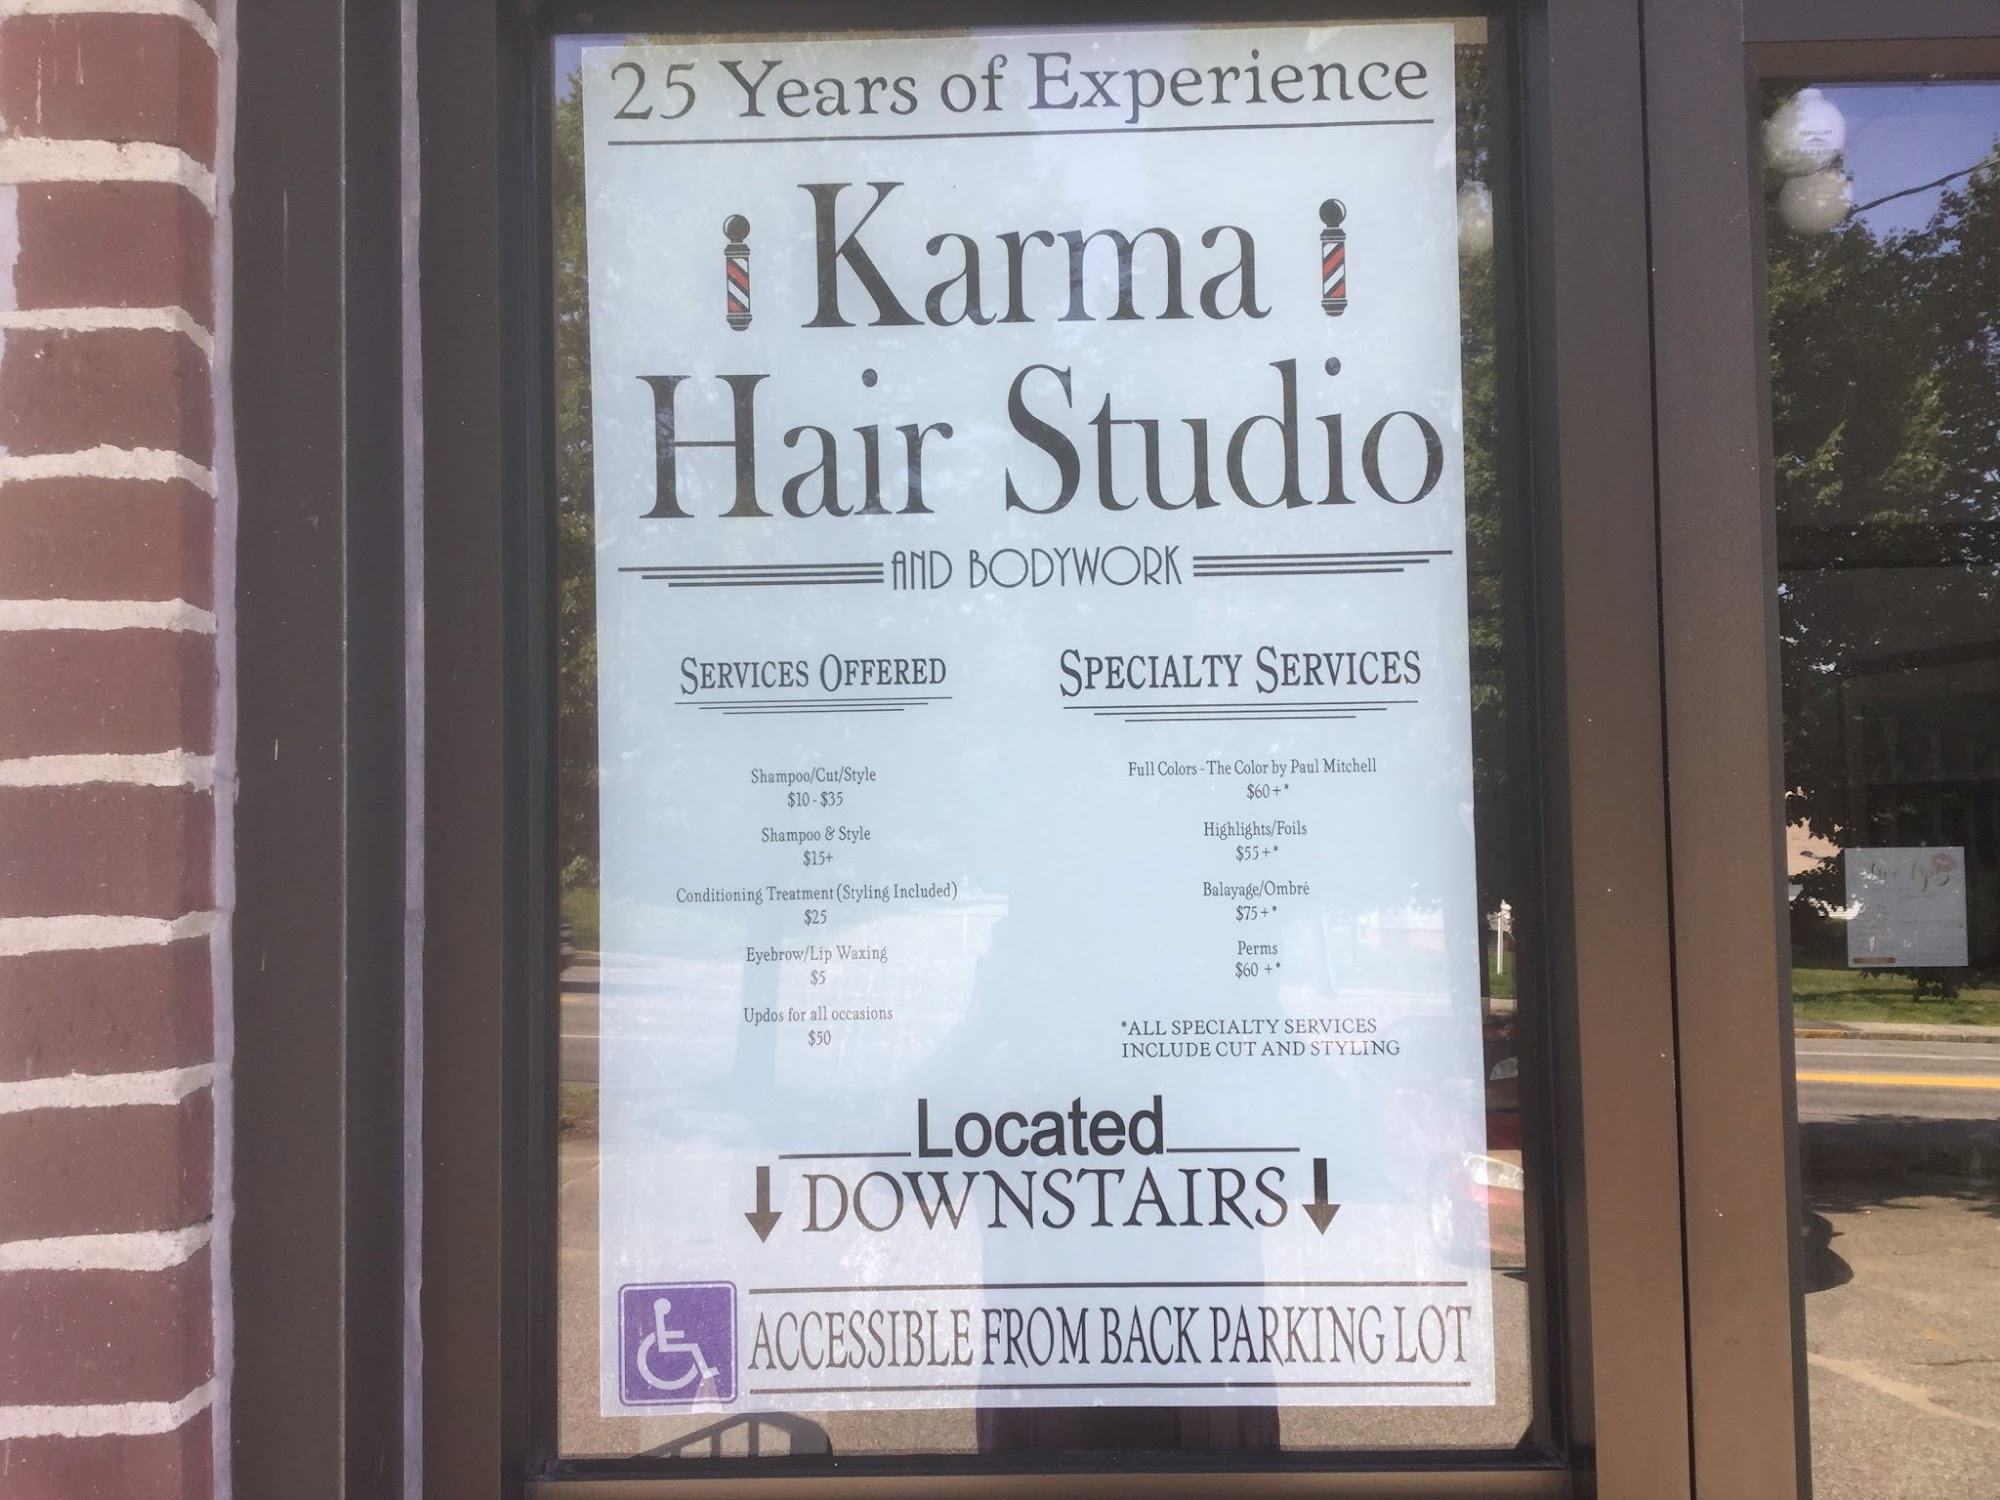 25 Years of Experience
Karma
Hair Studio
AND BODYWORK
SERVICES OFFERED
Shampoo/Cut/Style
$10 - $35
Shampoo & Style
$15+
Conditioning Treatment (Styling Included)
$25
Eyebrow/Lip Waxing
$5
Updos for all occasions
$50
SPECIALTY SERVICES
Full Colors - The Color by Paul Mitchell
$60+*
Highlights/Foils
$55+*
Balayage/Ombré
$75+*
Perms
$60 +*
*ALL SPECIALTY SERVICES
INCLUDE CUT AND STYLING
Located
DOWNSTAIRS
ACCESSIBLE FROM BACK PARKING LOT